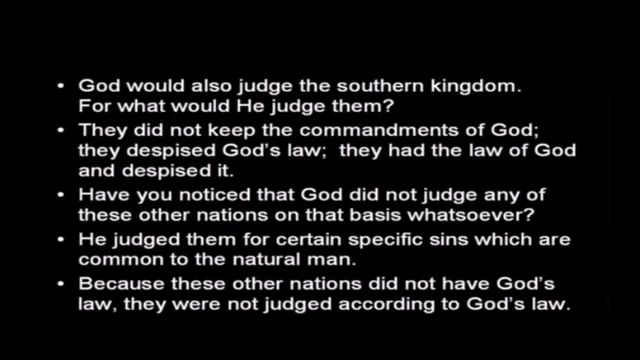 • God would also judge the southern kingdom.
For what would He judge them?
• They did not keep the commandments of God;
they despised God's law; they had the law of God
and despised it.
• Have you noticed that God did not judge any of
these other nations on that basis whatsoever?
• He judged them for certain specific sins which are
common to the natural man.
• Because these other nations did not have God's
law, they were not judged according to God's law.